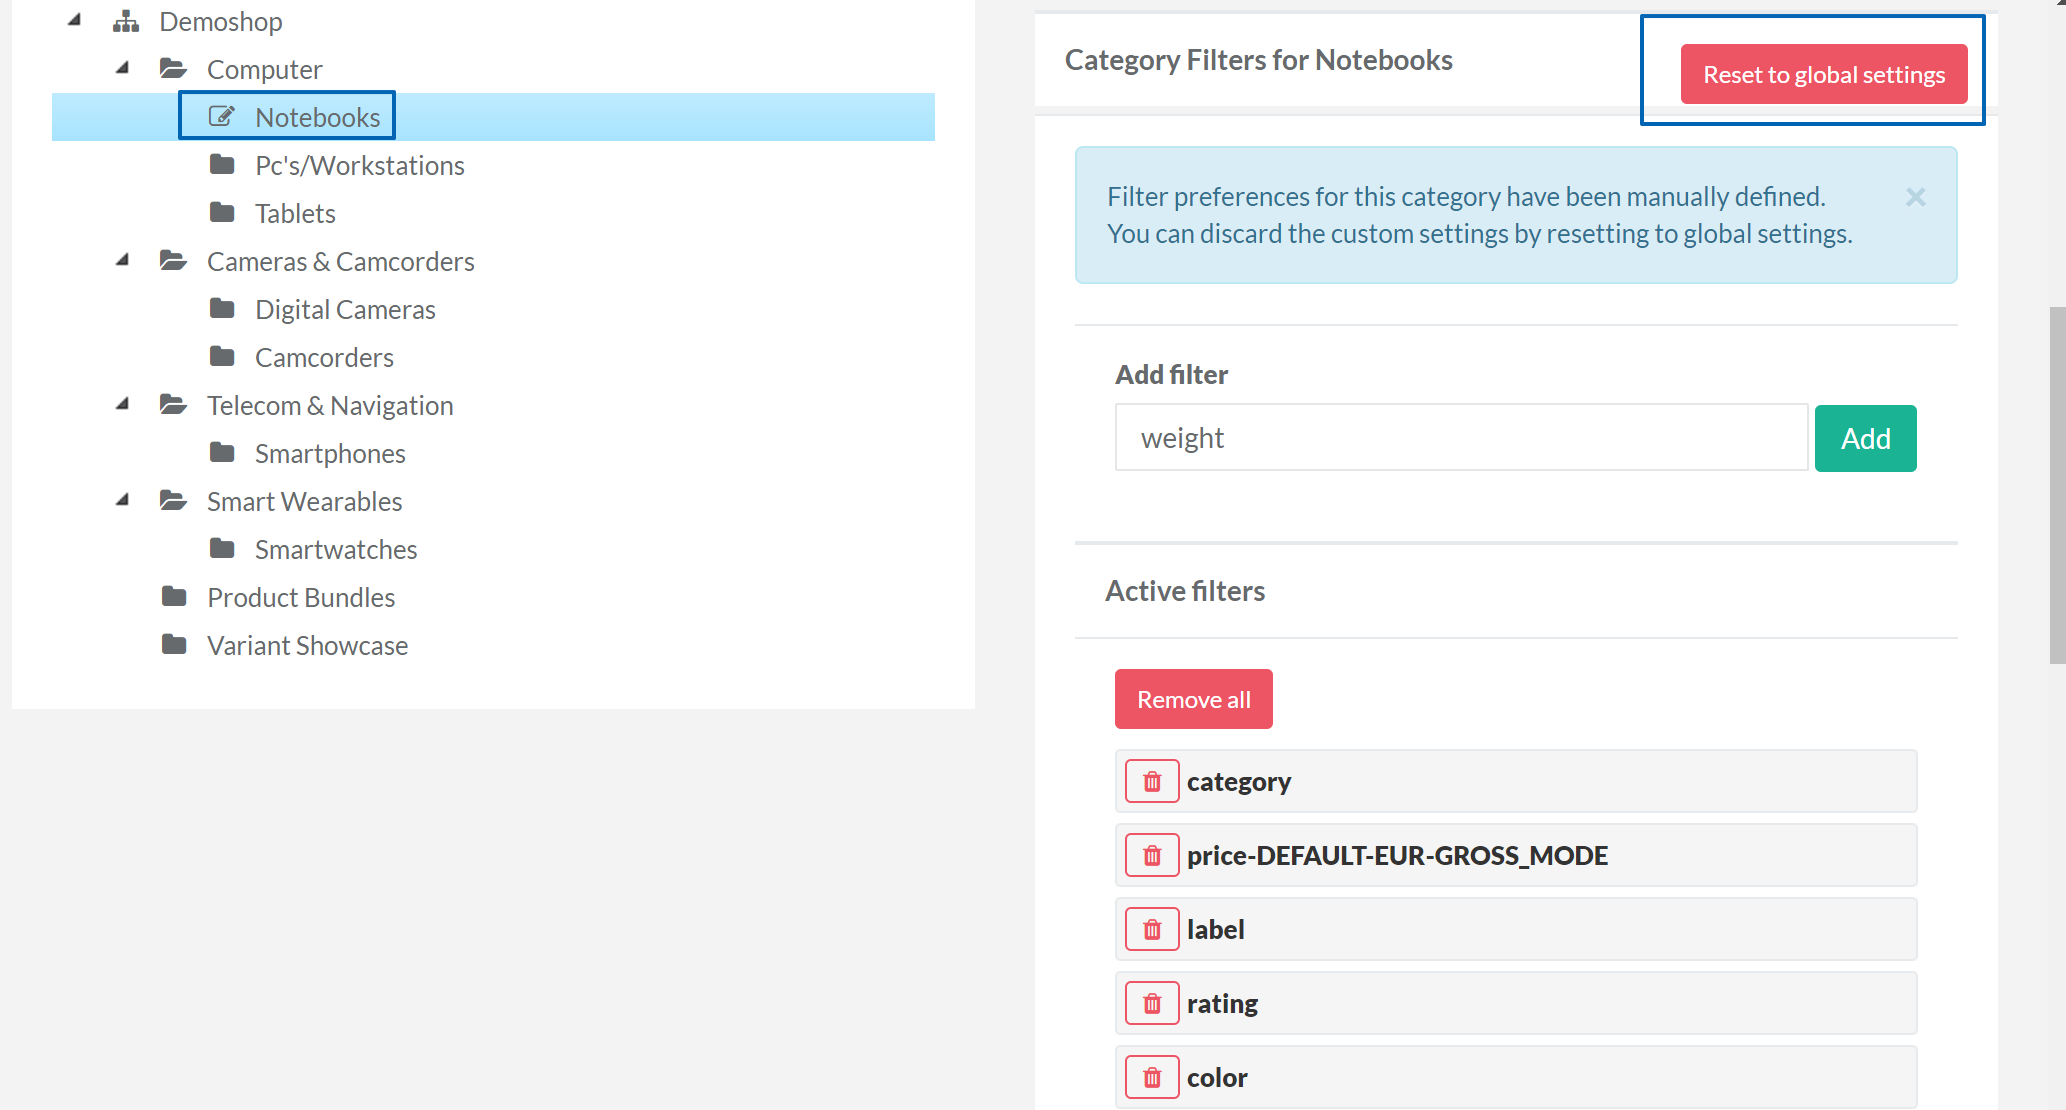 Demoshop
Computer
Notebooks
Pc's/Workstations
Tablets
Cameras & Camcorders
Digital Cameras
Camcorders
Telecom & Navigation
Smartphones
Smart Wearables
Smartwatches
Product Bundles
Variant Showcase
Category Filters for Notebooks
Reset to global settings
Filter preferences for this category have been manually defined.
You can discard the custom settings by resetting to global settings.
Add filter
weight
Add
Active filters
Remove all
category
price-DEFAULT-EUR-GROSS_MODE
label
rating
color